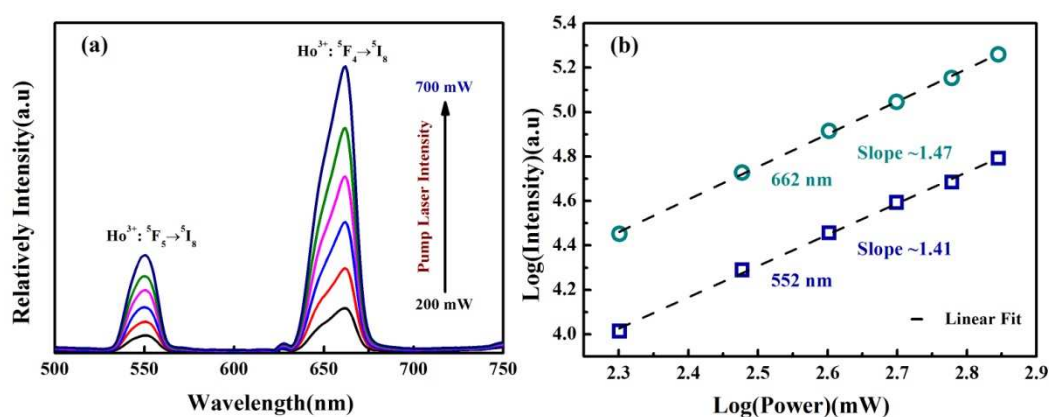 (a)
Ho³⁺: ⁵F₄→⁵I₈
700 mW
Pump Laser Intensity
Ho³⁺: ⁵F₅→⁵I₈
200 mW
Relatively Intensity(a.u)
500 550 600 650 700 750
Wavelength(nm)
(b)
5.4
5.2
5.0
4.8
4.6
4.4
4.2
4.0
Log(Intensity)(a.u)
Slope ~1.47
662 nm
Slope ~1.41
552 nm
Linear Fit
2.3 2.4 2.5 2.6 2.7 2.8 2.9
Log(Power)(mW)